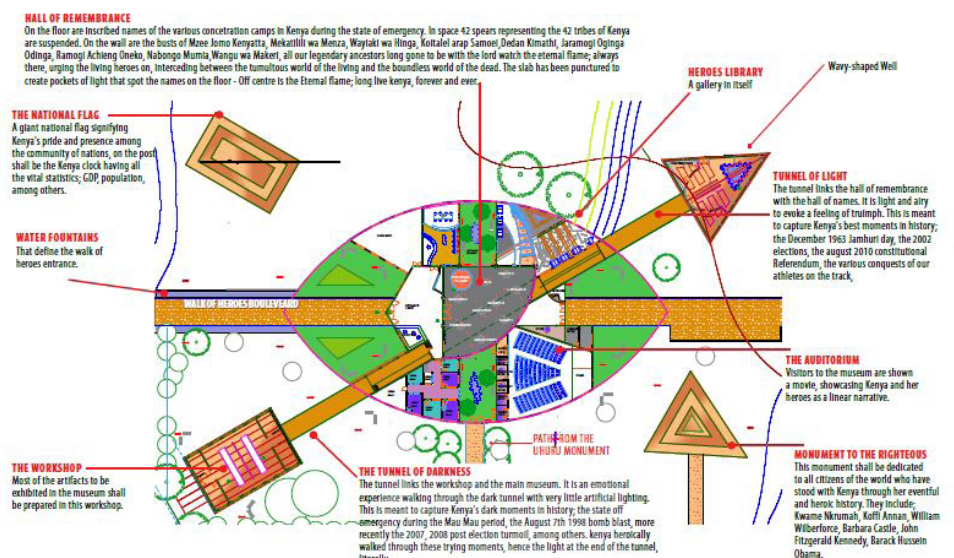 HALL OF REMEMBRANCE
On the floor are inscribed names of the various concetration camps in Kenya during the state of emergency. In space 42 spears representing the 42 tribes of Kenya
are suspended. On the wall are the busts of Mzee Jomo Kenyatta, Mekatilili wa Menza, Wayiaki wa Hinga, Koitalel arap Samoei,Dedan Kimathi, Jaramogi Oginga
Odinga, Ramogi Achieng Oneko, Nabongo Mumia,Wangu wa Makeri, all our legendary ancestors long gone to be with the lord watch the eternal flame; always
there, urging the living heroes on, interceding between the tumultous world of the living and the boundless world of the dead. The slab has been punctured to
create pockets of light that spot the names on the floor - Off centre is the Eternal flame; long live kenya, forever and ever.
HEROES LIBRARY
A gallery in itself
Wavy-shaped Well
THE NATIONAL FLAG
A giant national flag signifying
Kenya's pride and presence among
the community of nations, on the post
shall be the Kenya clock having all
the vital statistics; GDP, population,
among others.
TUNNEL OF LIGHT
The tunnel links the hall of remembrance
with the hall of names. it is light and airy
to evoke a feeling of truimph. This is meant
to capture Kenya's best moments in history;
the December 1963 Jamhuri day, the 2002
elections, the august 2010 constitutional
Referendum, the various conquests of our
athletes on the track,
WATER FOUNTAINS
That define the walk of
heroes entrance.
WALK OF HEROES BOULEVEARD
THE AUDITORIUM
Visitors to the museum are shown
a movie, showcasing Kenya and her
heroes as a linear narrative.
PATH FROM THE
UHURU MONUMENT
THE WORKSHOP
Most of the artifacts to be
exhibited in the museum shall
be prepared in this workshop.
THE TUNNEL OF DARKNESS
The tunnel links the workshop and the main museum. It is an emotional
experience walking through the dark tunnel with very little artificial lighting.
This is meant to capture Kenya's dark moments in history; the state off
emergency during the Mau Mau period, the August 7th 1998 bomb blast, more
recently the 2007, 2008 post election turmoil, among others. kenya heroically
walked through these trying moments, hence the light at the end of the tunnel,
MONUMENT TO THE RIGHTEOUS
This monument shall be dedicated
to all citizens of the world who have
stood with Kenya through her eventful
and heroic history. They include;
Kwame Nkrumah, Koffi Annan, William
Wilberforce, Barbara Castle, John
Fitzgerald Kennedy, Barack Hussein
Obama.